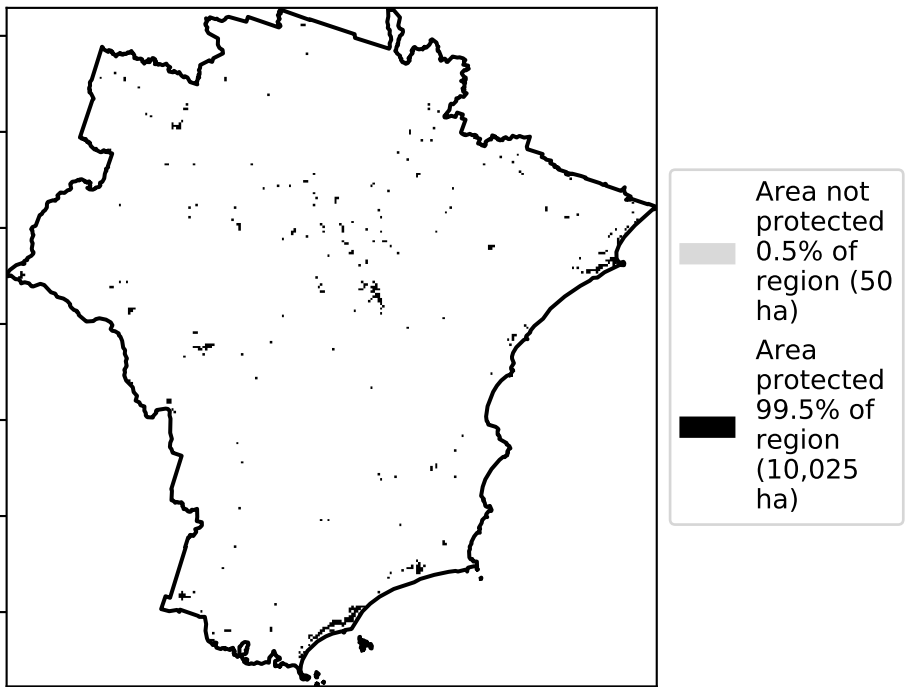 Area not
protected
0.5% of
region (50
ha)
Area
protected
99.5% of
region
(10,025
ha)